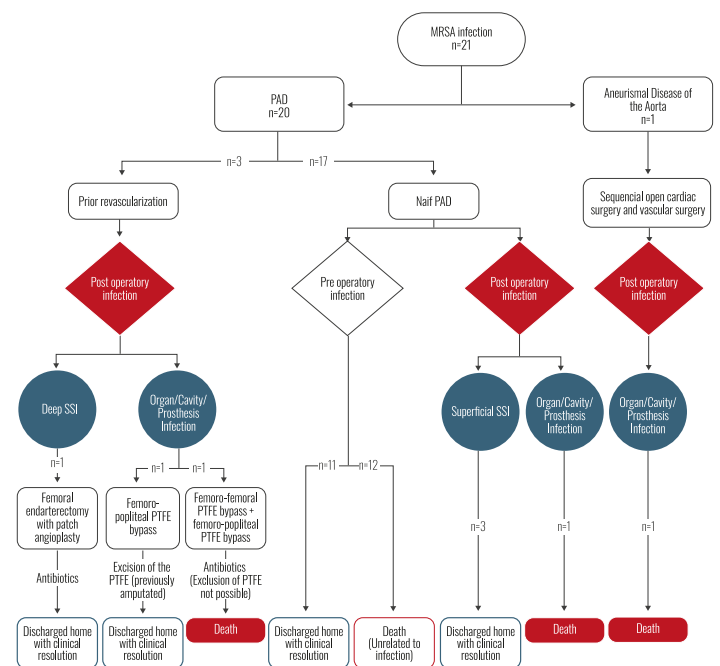 MRSA infection
n=21
PAD
n=20
Aneurismal Disease of
the Aorta
n=1
n=3
n=17
Prior revascularization
Naif PAD
Sequencial open cardiac
surgery and vascular surgery
Post operatory
infection
Pre operatory
infection
Post operatory
infection
Post operatory
infection
Deep SSI
Organ/Cavity/
Prosthesis
Infection
Superficial SSI
Organ/Cavity/
Prosthesis
Infection
Organ/Cavity/
Prosthesis
Infection
n=1
n=1
n=1
n=11
n=12
n=3
n=1
n=1
Femoral
endarterectomy
with patch
angioplasty
Femoro-
popliteal PTFE
bypass
Femoro-femoral
PTFE bypass +
femoro-popliteal
PTFE bypass
Antibiotics
Excision of the
PTFE (previously
amputated)
Antibiotics
(Exclusion of PTFE
not possible)
Discharged home
with clinical
resolution
Discharged home
with clinical
resolution
Death
Discharged home
with clinical
resolution
Death
(Unrelated to
infection)
Discharged home
with clinical
resolution
Death
Death